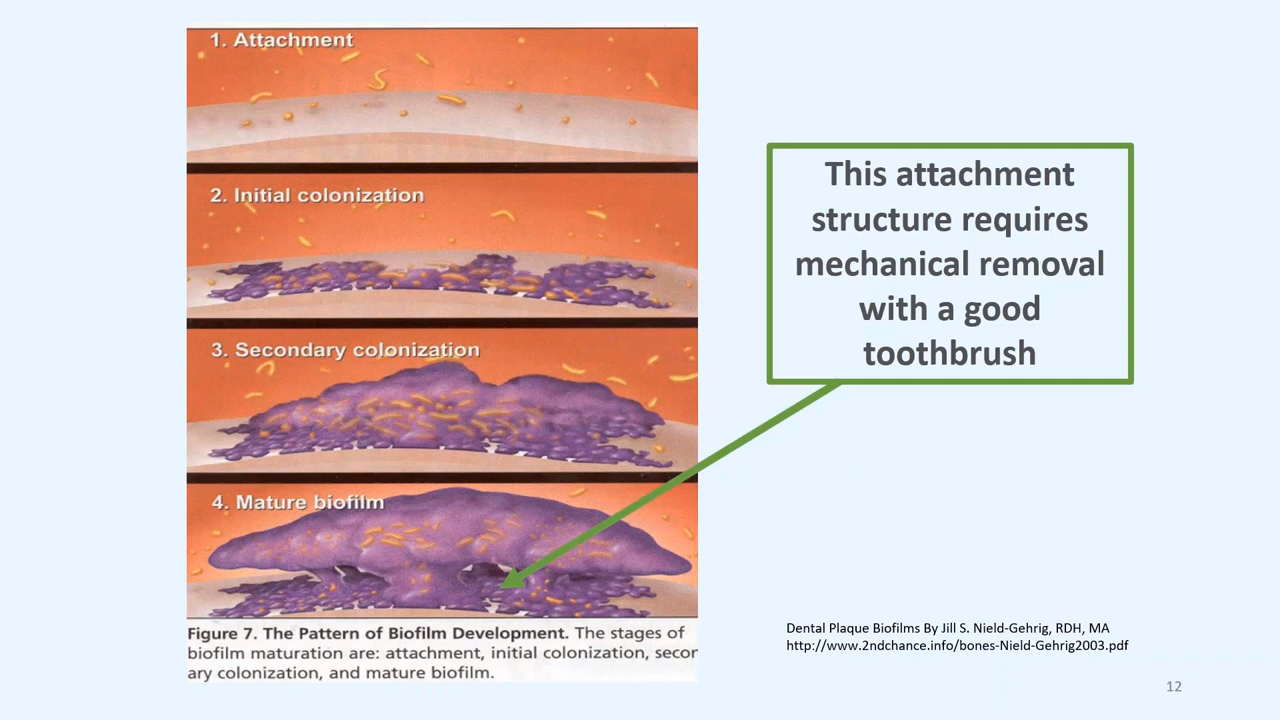 1. Attachment
2. Initial colonization
3. Secondary colonization
4. Mature biofilm
Figure 7. The Pattern of Biofilm Development. The stages of
biofilm maturation are: attachment, initial colonization, secon
ary colonization, and mature biofilm.
This attachment
structure requires
mechanical removal
with a good
toothbrush
Dental Plaque Biofilms By Jill S. Nield-Gehrig, RDH, MA
http://www.2ndchance.info/bones-Nield-Gehrig2003.pdf
12